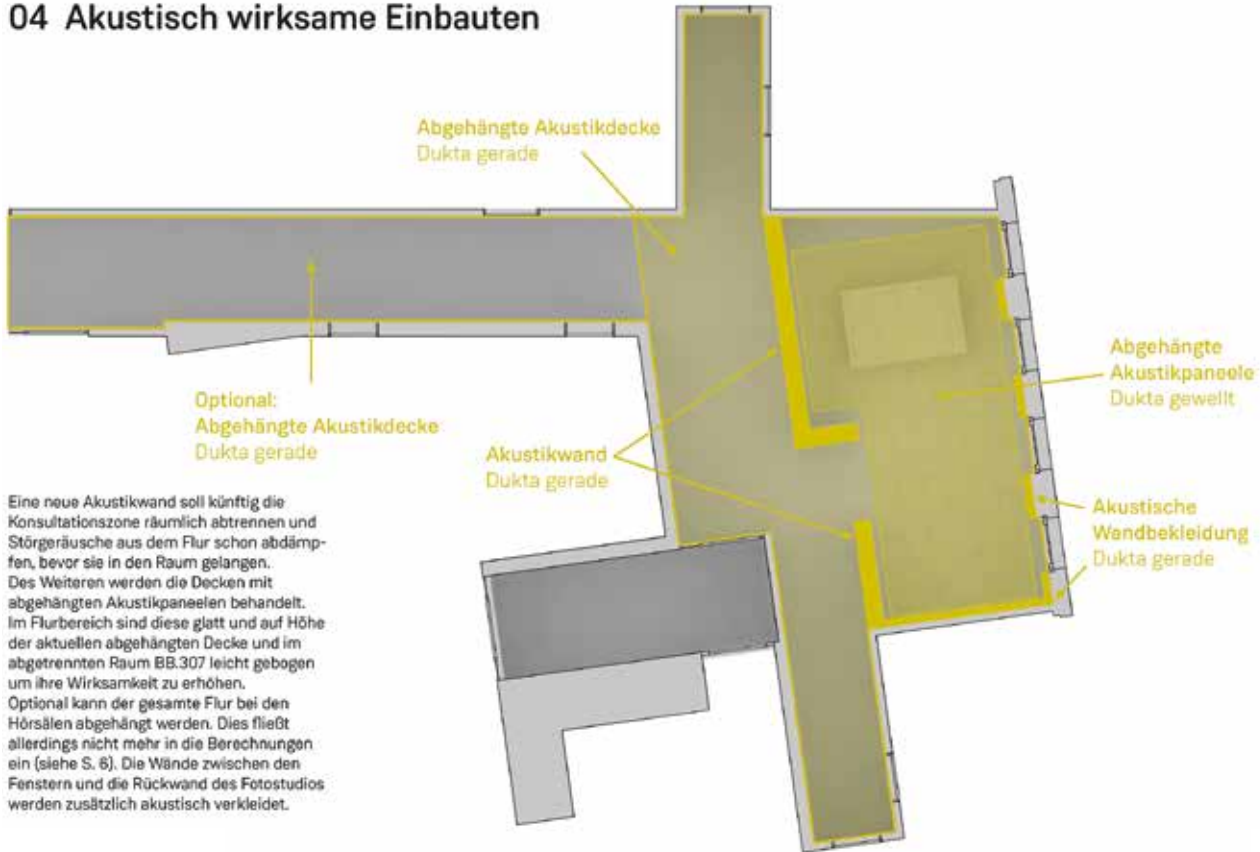 04 Akustisch wirksame Einbauten
Abgehängte Akustikdecke
Dukta gerade
Abgehängte
Akustikpaneele
Dukta gewellt
Optional:
Abgehängte Akustikdecke
Dukta gerade
Akustikwand
Dukta gerade
Akustische
Wandbekleidung
Dukta gerade
Eine neue Akustikwand soll künftig die
Konsultationszone räumlich abtrennen und
Störgeräusche aus dem Flur schon abdämp-
fen, bevor sie in den Raum gelangen.
Des Weiteren werden die Decken mit
abgehängten Akustikpaneelen behandelt.
Im Flurbereich sind diese glatt und auf Höhe
der aktuellen abgehängten Decke und im
abgetrennten Raum BB.307 leicht gebogen
um ihre Wirksamkeit zu erhöhen.
Optional kann der gesamte Flur bei den
Hörsälen abgehängt werden. Dies fließt
allerdings nicht mehr in die Berechnungen
ein (siehe S. 6). Die Wände zwischen den
Fenstern und die Rückwand des Fotostudios
werden zusätzlich akustisch verkleidet.